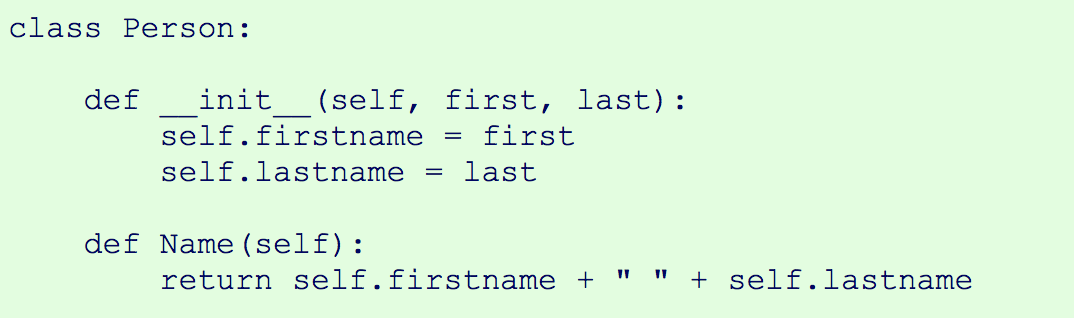 class Person:
    def __init__(self, first, last):
        self.firstname = first
        self.lastname = last
    def Name(self):
        return self.firstname + " " + self.lastname